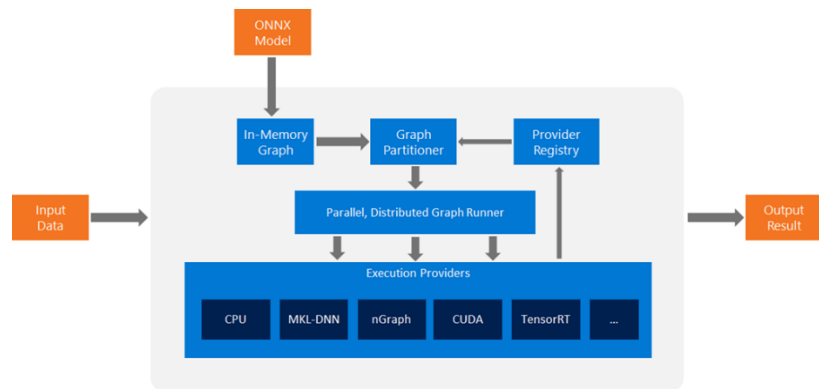 ONNX
Model
In-Memory
Graph
Graph
Partitioner
Provider
Registry
Input
Data
Parallel, Distributed Graph Runner
Output
Result
Execution Providers
CPU
MKL-DNN
nGraph
CUDA
TensorRT
...